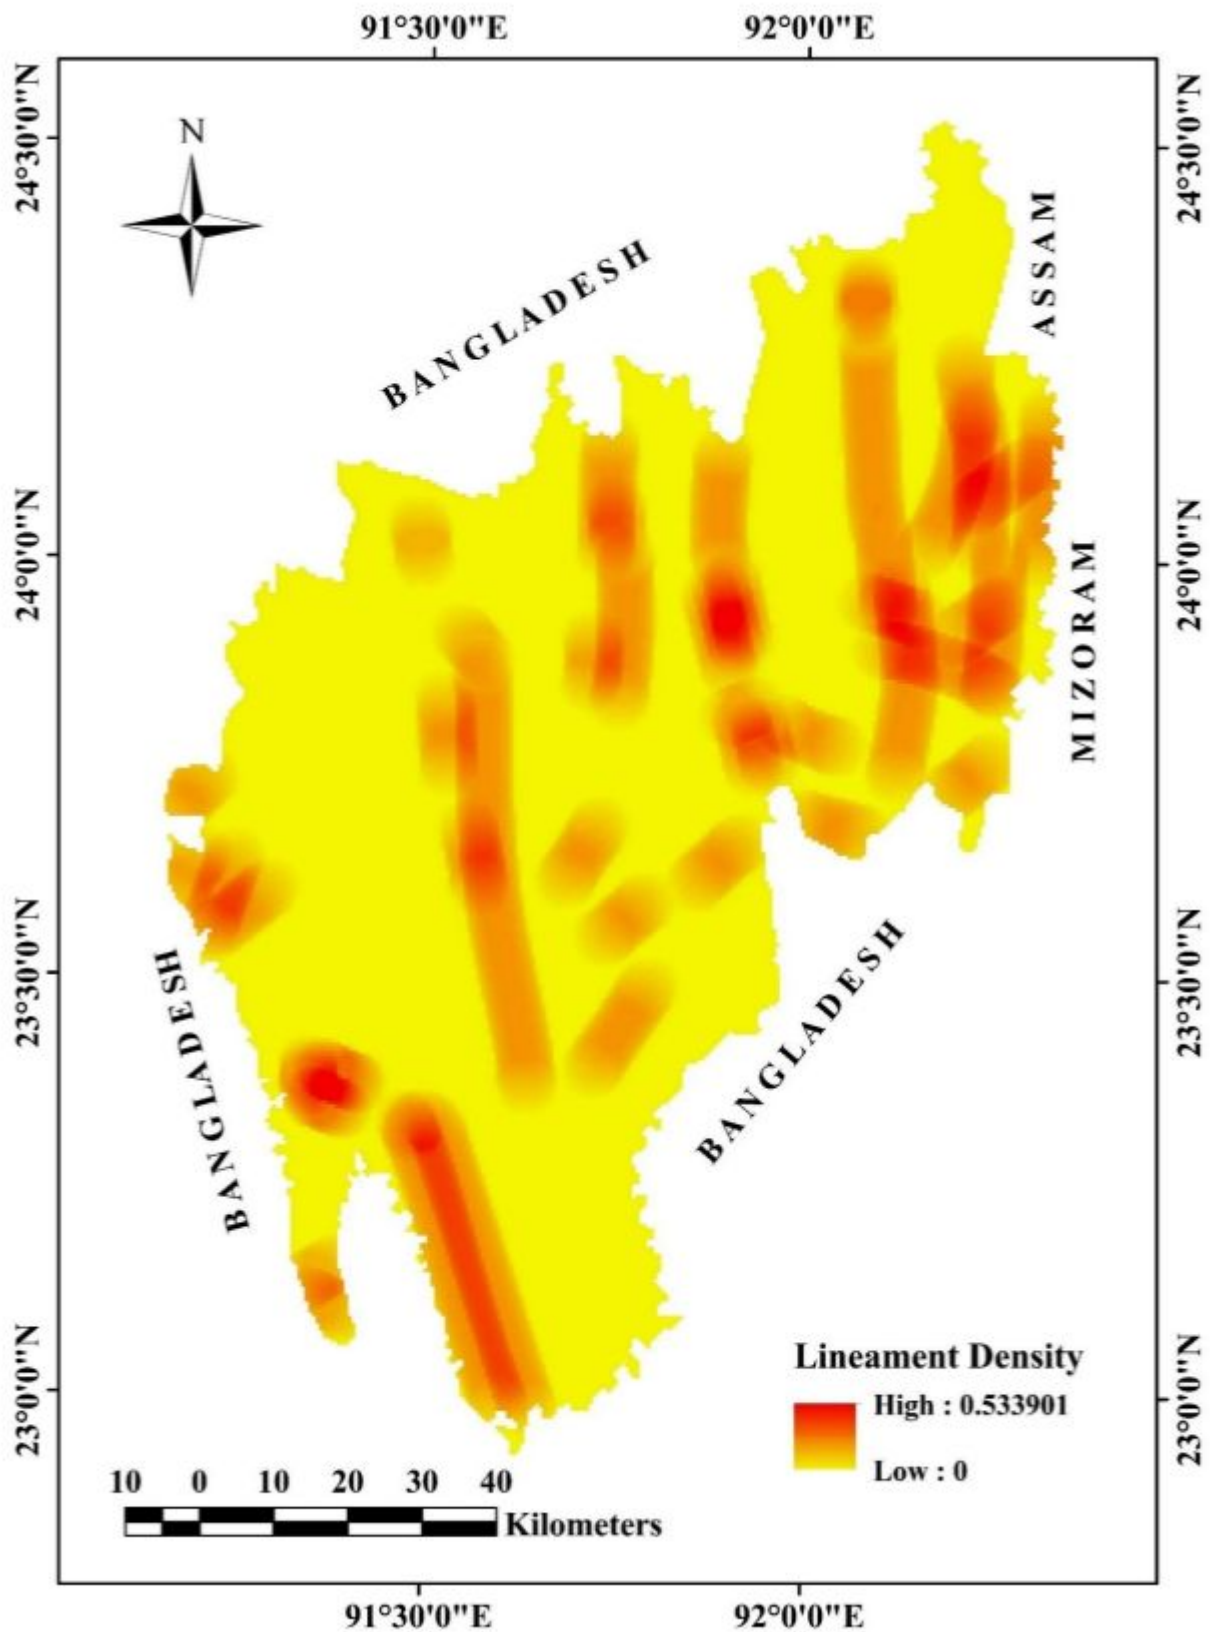 91°30'0"E
92°0'0"E
24°30'0"N
24°30'0"N
N
ASSAM
BANGLADESH
24°0'0"N
24°0'0"N
MIZORAM
23°30'0"N
23°30'0"N
BANGLADESH
BANGLADESH
23°0'0"N
23°0'0"N
Lineament Density
High : 0.533901
Low : 0
10 0 10 20 30 40
Kilometers
91°30'0"E
92°0'0"E